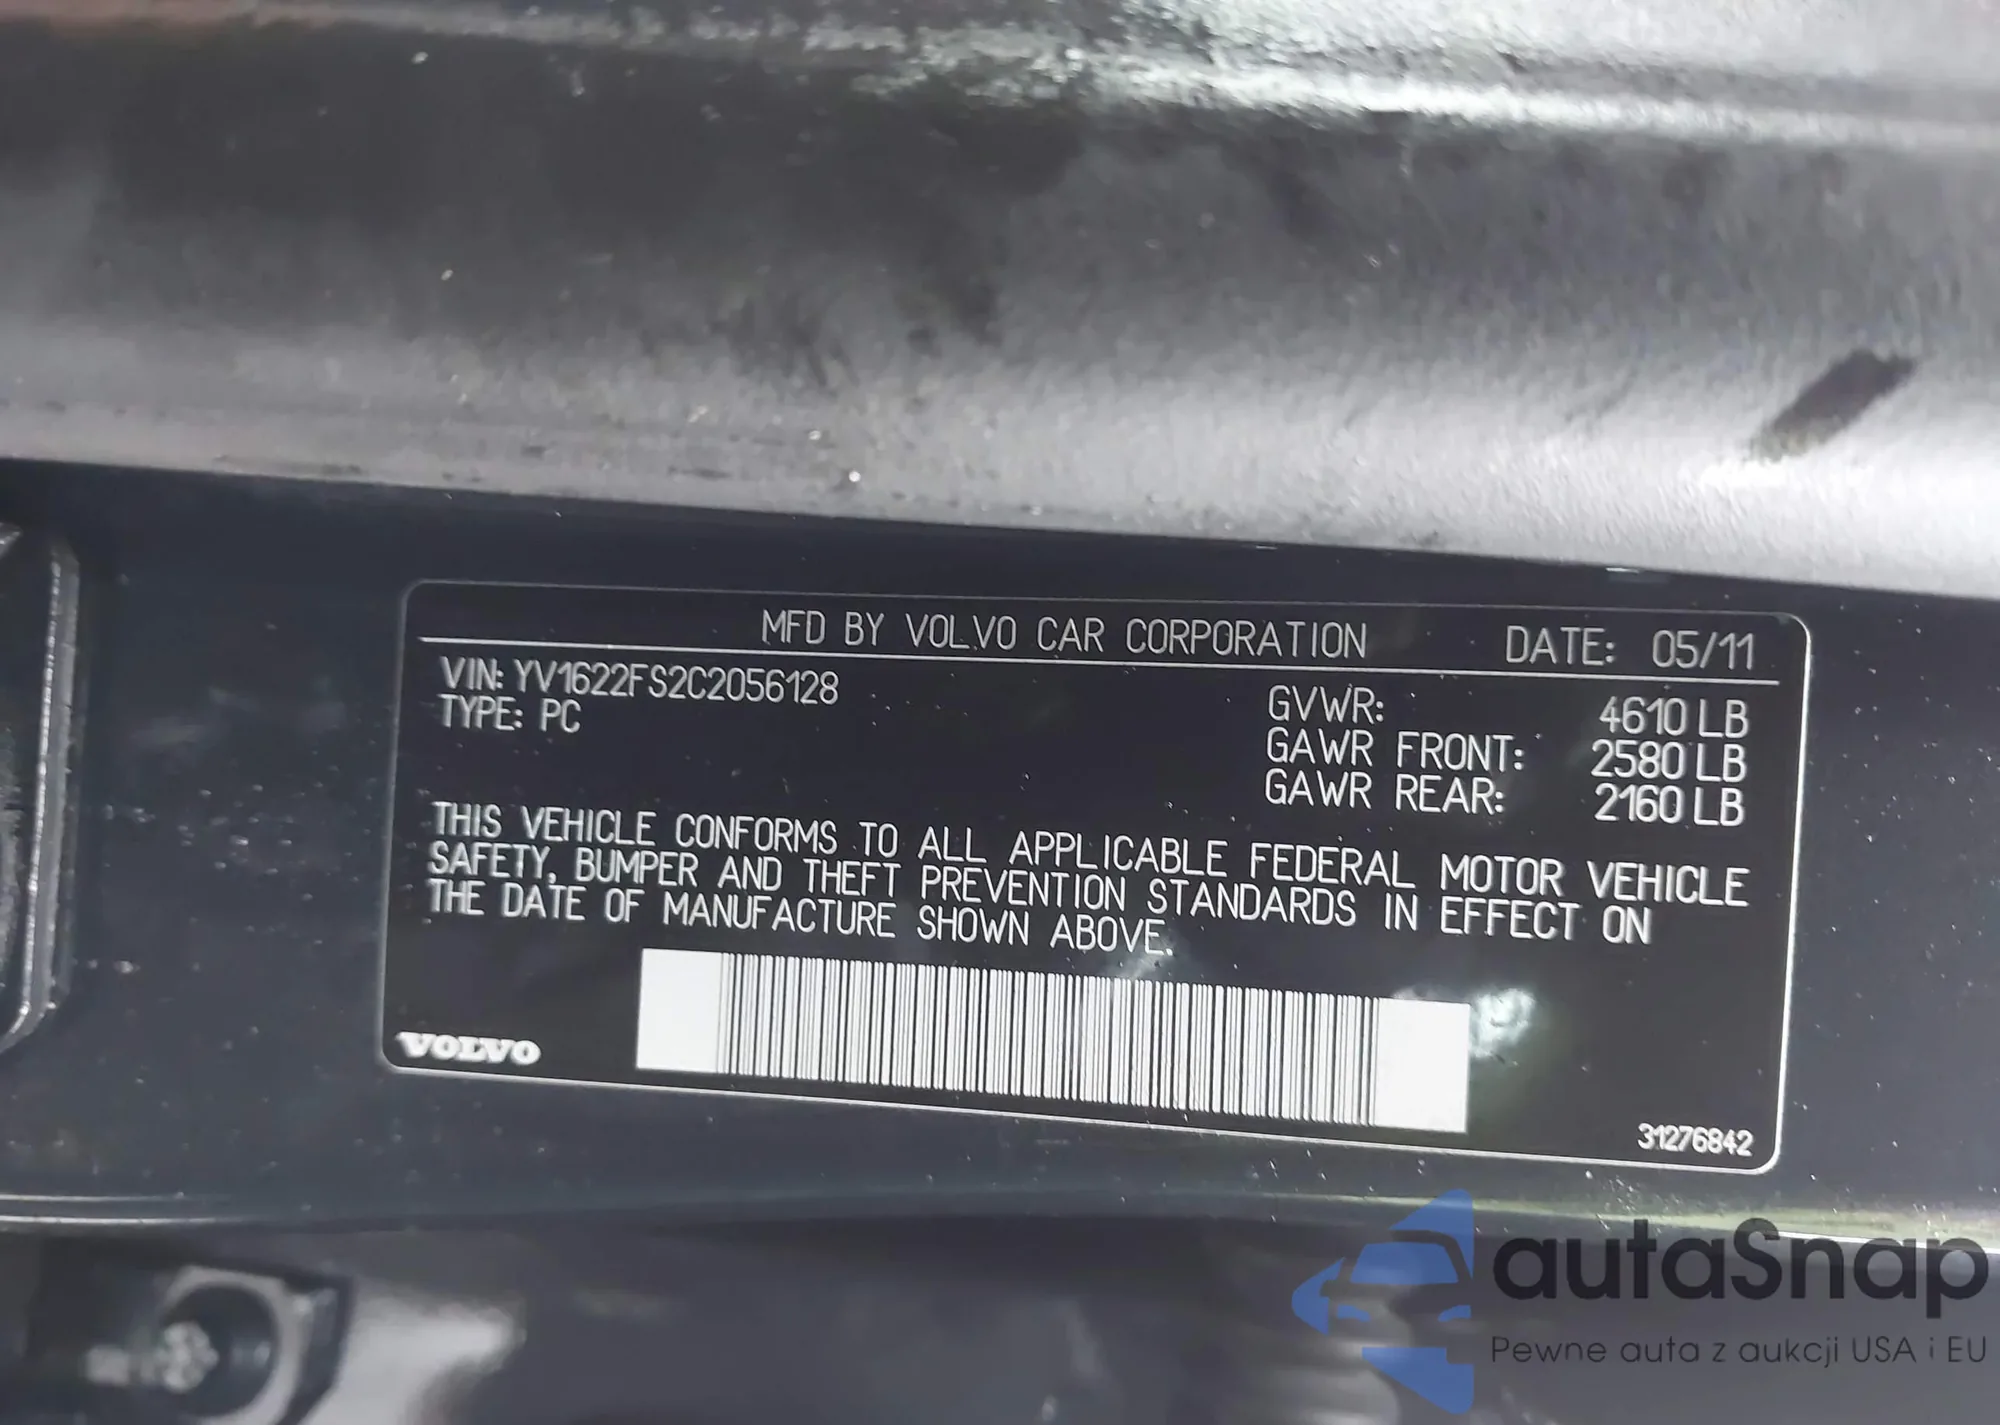 MFD BY VOLVO CAR CORPORATION DATE: 05/11
VIN: YV1622FS2C2056128
TYPE: PC
GVWR: 4610 LB
GAWR FRONT: 2580 LB
GAWR REAR: 2160 LB
THIS VEHICLE CONFORMS TO ALL APPLICABLE FEDERAL MOTOR VEHICLE
SAFETY, BUMPER AND THEFT PREVENTION STANDARDS IN EFFECT ON
THE DATE OF MANUFACTURE SHOWN ABOVE.
VOLVO
31276842
autaSnap
Pewne auta z aukcji USA i EU